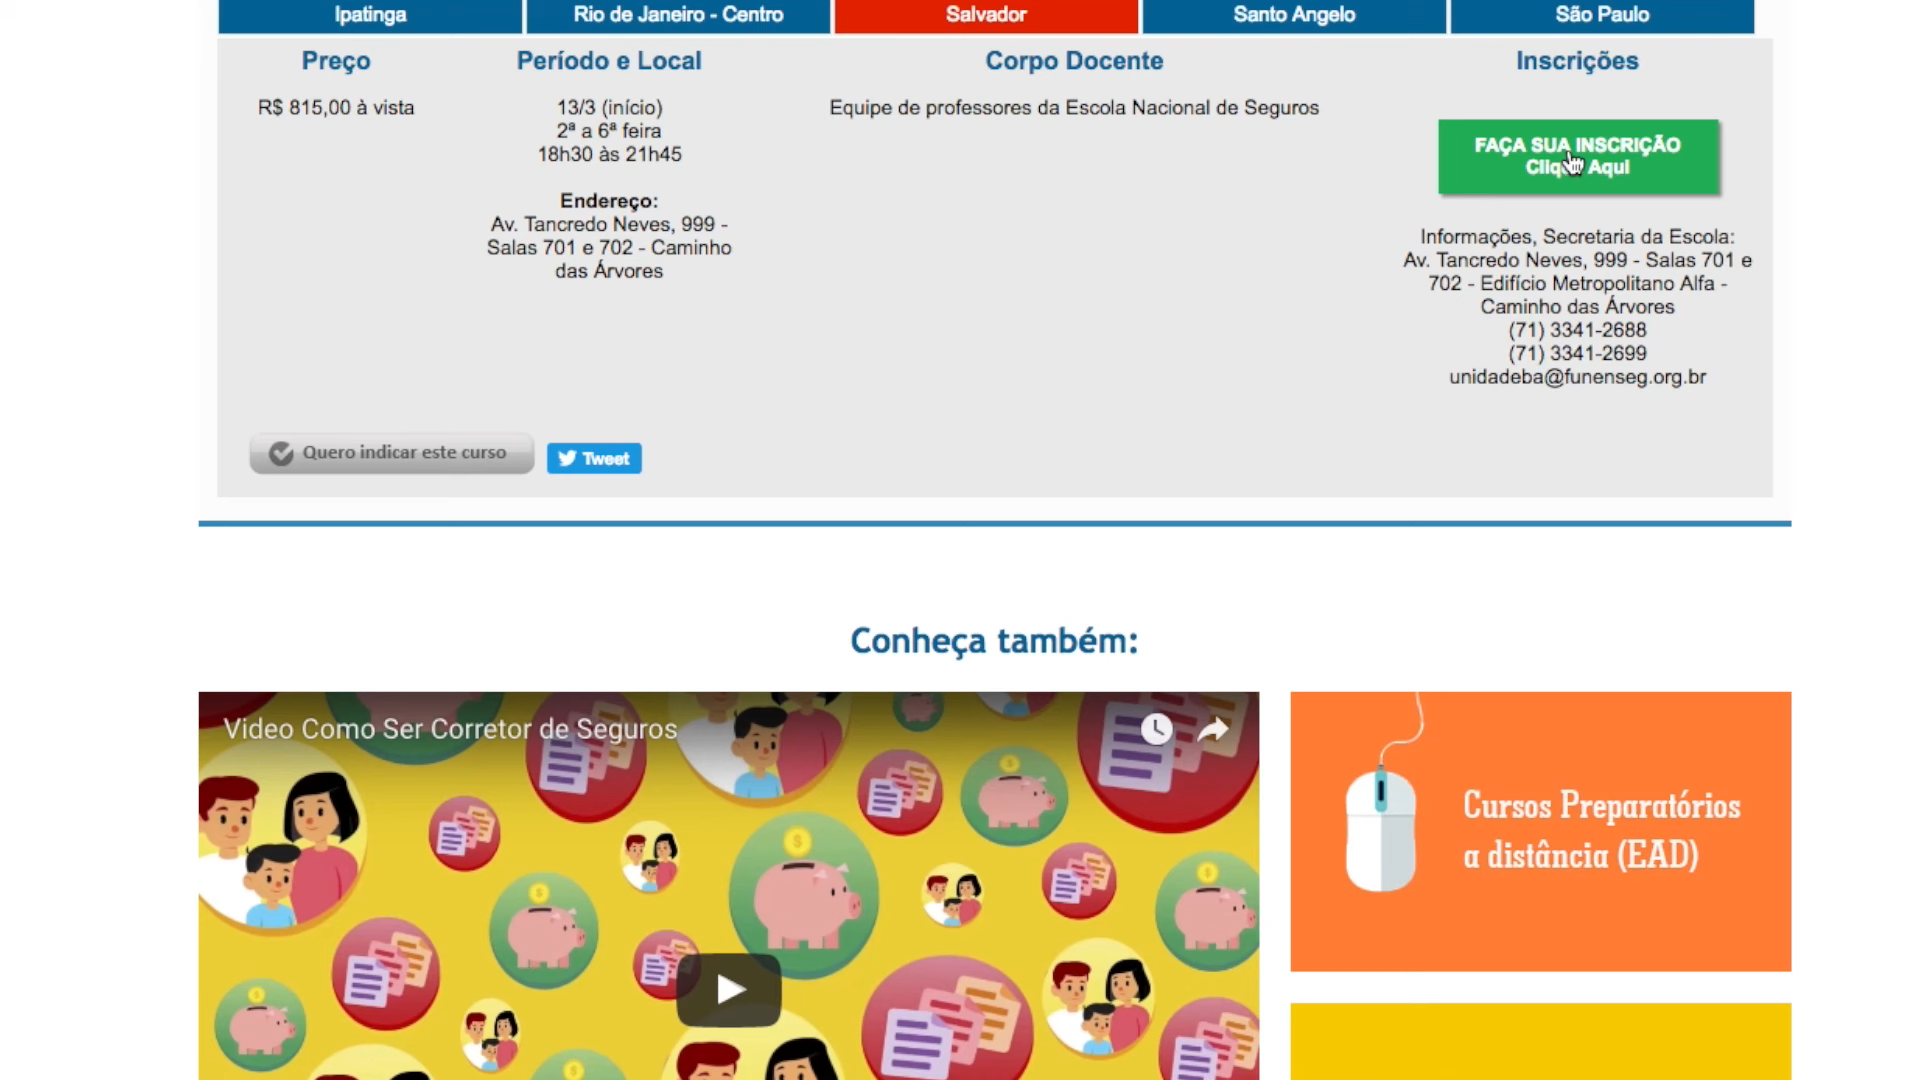 Ipatinga
Rio de Janeiro - Centro
Salvador
Santo Angelo
São Paulo
Preço
R$ 815,00 à vista
Período e Local
13/3 (início)
2ª a 6ª feira
18h30 às 21h45
Endereço:
Av. Tancredo Neves, 999 -
Salas 701 e 702 - Caminho
das Árvores
Corpo Docente
Equipe de professores da Escola Nacional de Seguros
Inscrições
FAÇA SUA INSCRIÇÃO
Clique Aqui
Informações, Secretaria da Escola:
Av. Tancredo Neves, 999 - Salas 701 e
702 - Edifício Metropolitano Alfa -
Caminho das Árvores
(71) 3341-2688
(71) 3341-2699
unidadeba@funenseg.org.br
Quero indicar este curso
Tweet
Conheça também:
Video Como Ser Corretor de Seguros
Cursos Preparatórios
a distância (EAD)